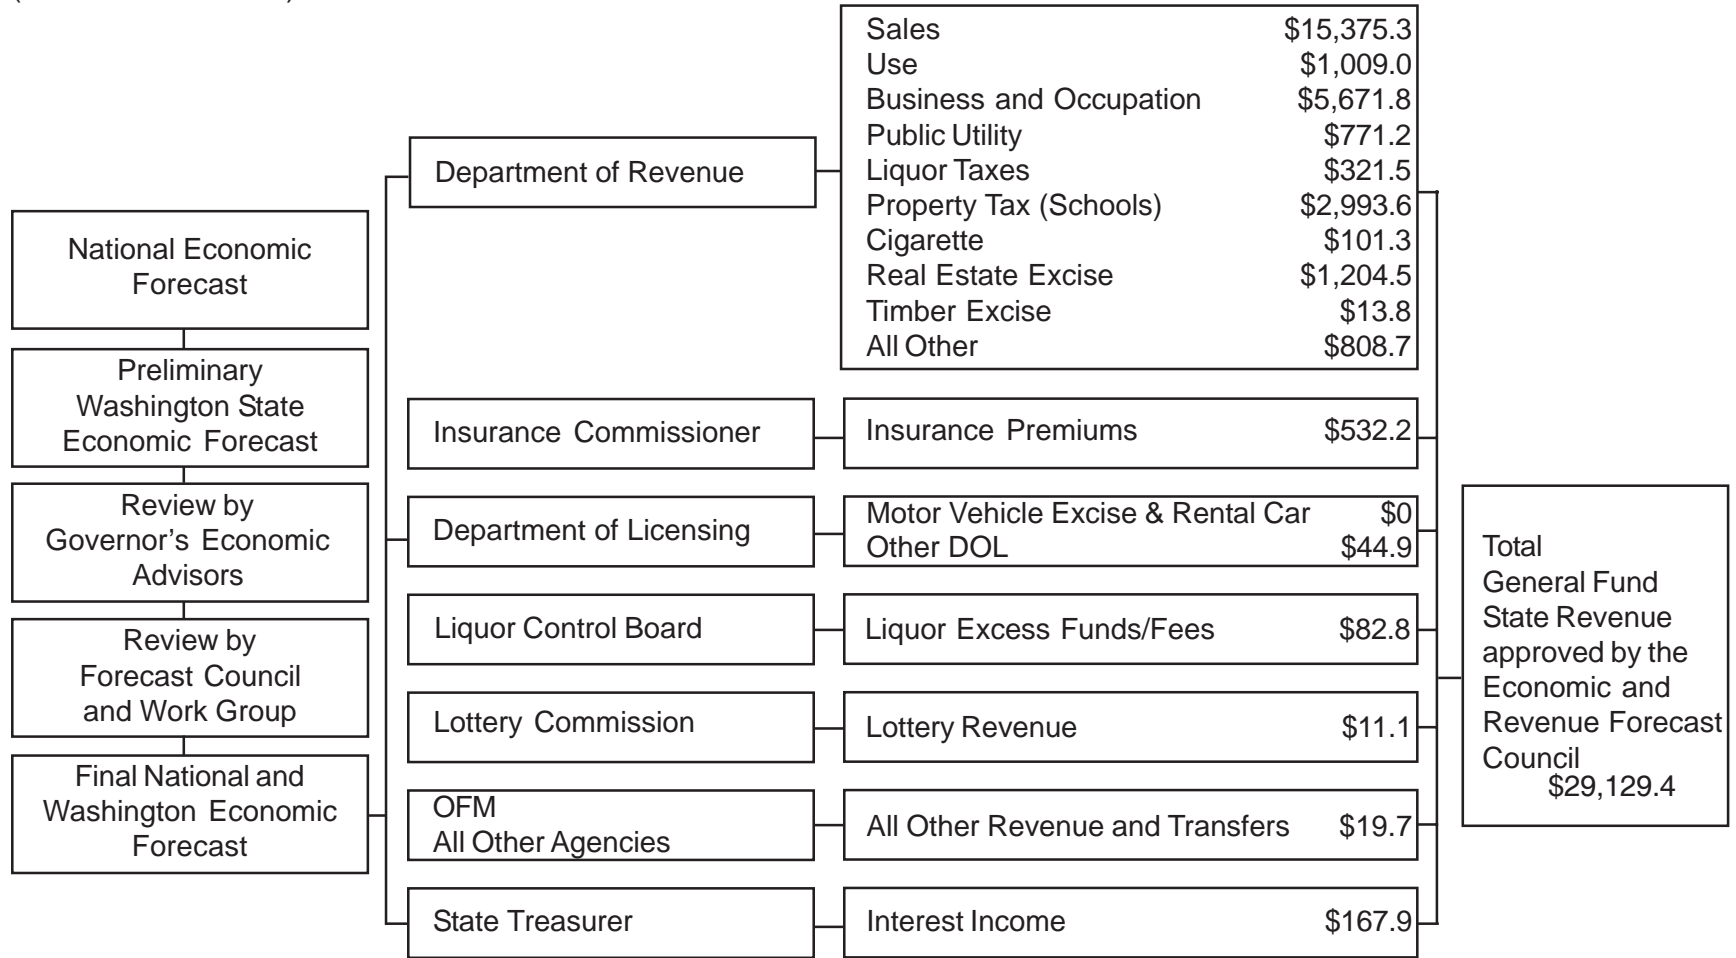 National Economic
Forecast
Preliminary
Washington State
Economic Forecast
Review by
Governor’s Economic
Advisors
Review by
Forecast Council
and Work Group
Final National and
Washington Economic
Forecast
Department of Revenue
Sales $15,375.3
Use $1,009.0
Business and Occupation $5,671.8
Public Utility $771.2
Liquor Taxes $321.5
Property Tax (Schools) $2,993.6
Cigarette $101.3
Real Estate Excise $1,204.5
Timber Excise $13.8
All Other $808.7
Insurance Commissioner
Insurance Premiums $532.2
Department of Licensing
Motor Vehicle Excise & Rental Car $0
Other DOL $44.9
Liquor Control Board
Liquor Excess Funds/Fees $82.8
Lottery Commission
Lottery Revenue $11.1
OFM
All Other Agencies
All Other Revenue and Transfers $19.7
State Treasurer
Interest Income $167.9
Total
General Fund
State Revenue
approved by the
Economic and
Revenue Forecast
Council
$29,129.4